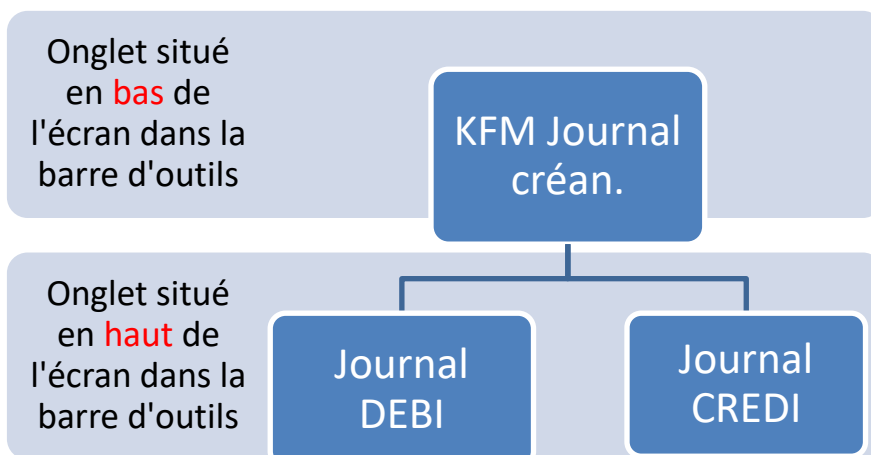 Onglet situé
en bas de
l'écran dans la
barre d'outils
KFM Journal
créan.
Onglet situé
en haut de
l'écran dans la
barre d'outils
Journal
DEBI
Journal
CREDI